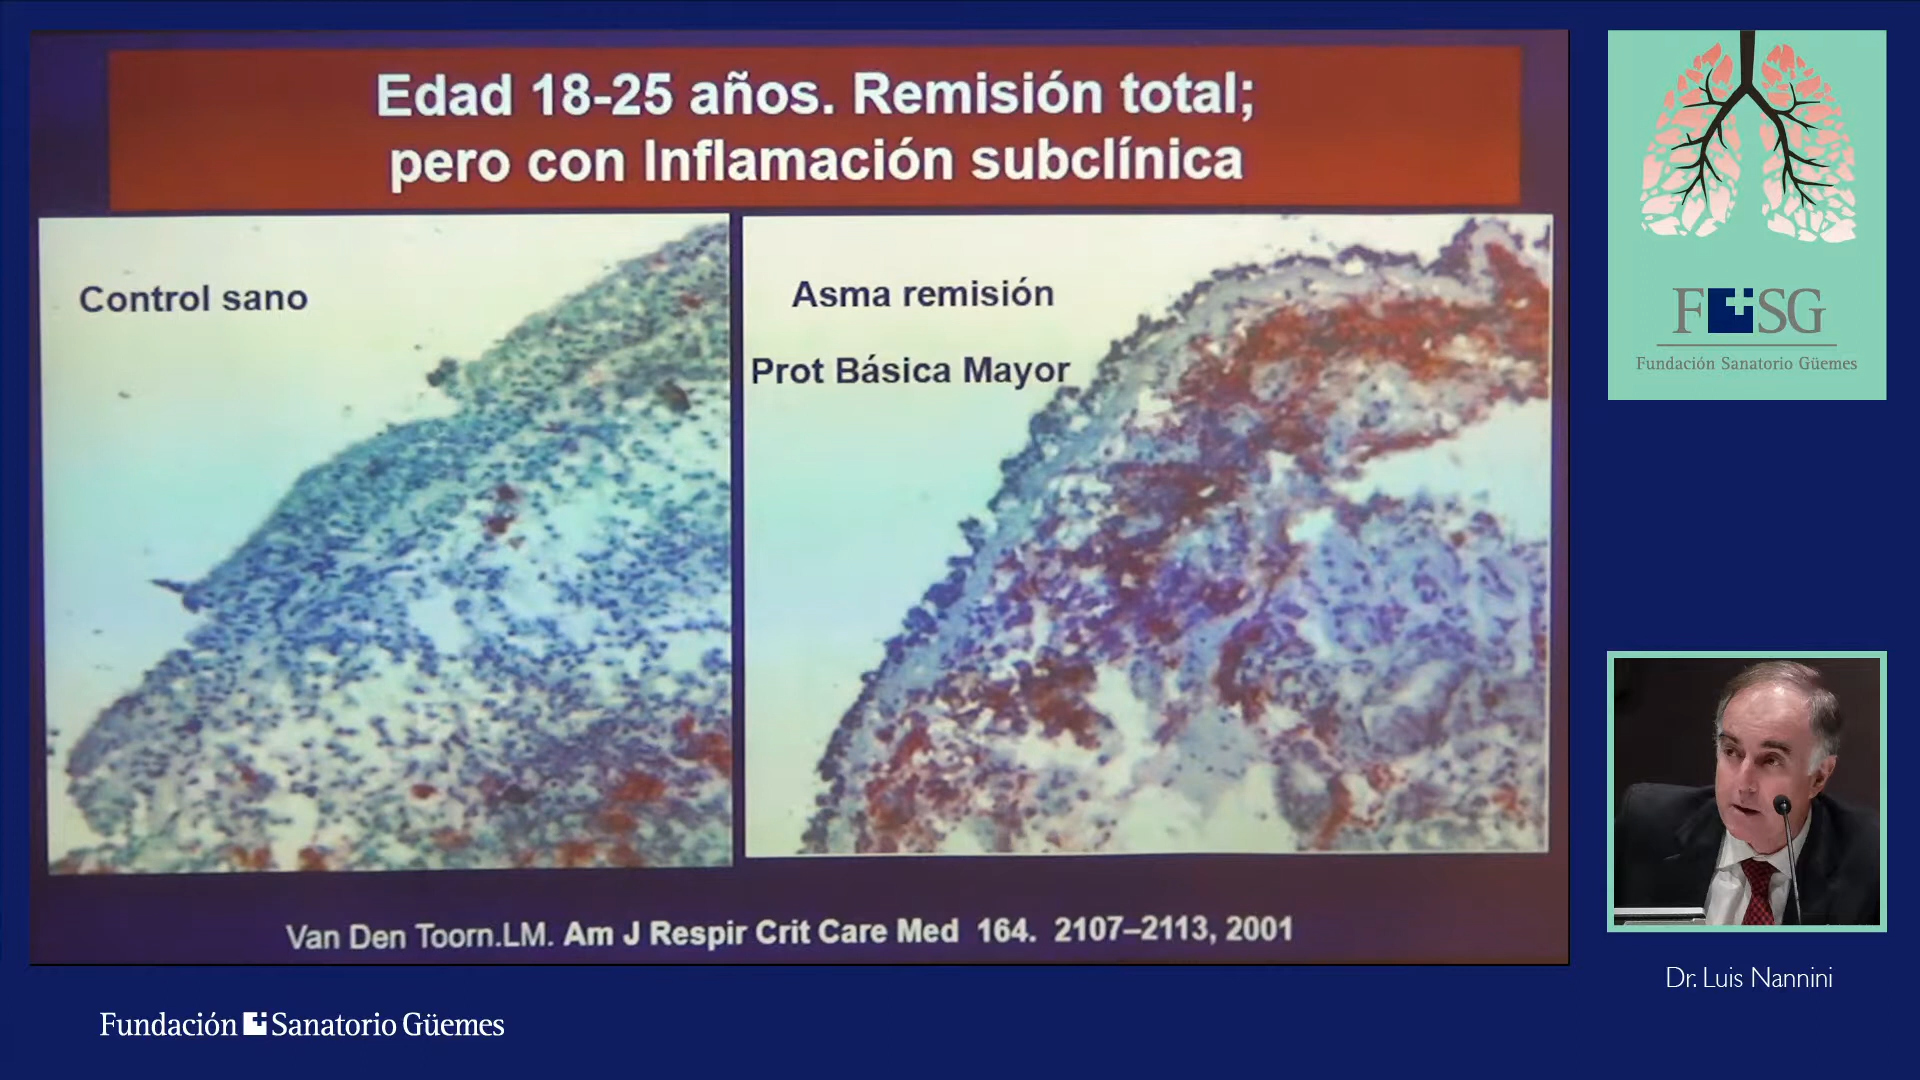 Edad 18-25 años. Remisión total;
pero con Inflamación subclínica
Control sano
Asma remisión
Prot Básica Mayor
Van Den Toorn.LM. Am J Respir Crit Care Med 164. 2107–2113, 2001
FSG
Fundación Sanatorio Güemes
Dr. Luis Nannini
Fundación Sanatorio Güemes